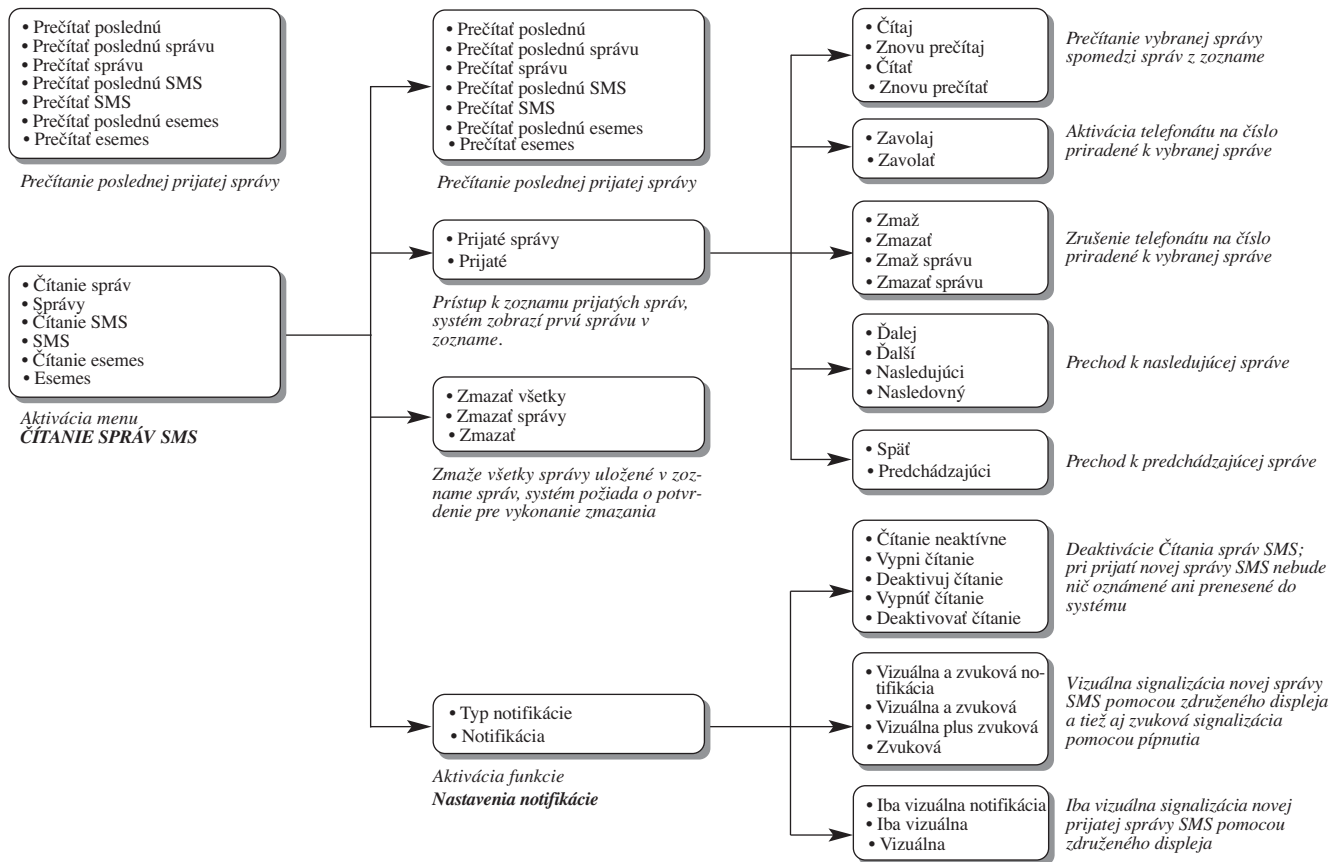 • Prečítať poslednú
• Prečítať poslednú správu
• Prečítať správu
• Prečítať poslednú SMS
• Prečítať SMS
• Prečítať poslednú esemes
• Prečítať esemes
Prečítanie poslednej prijatej správy
• Čítanie správ
• Správy
• Čítanie SMS
• SMS
• Čítanie esemes
• Esemes
Aktivácia menu
ČÍTANIE SPRÁV SMS
• Prečítať poslednú
• Prečítať poslednú správu
• Prečítať správu
• Prečítať poslednú SMS
• Prečítať SMS
• Prečítať poslednú esemes
• Prečítať esemes
Prečítanie poslednej prijatej správy
• Prijaté správy
• Prijaté
Prístup k zoznamu prijatých správ,
systém zobrazí prvú správu v
zozname.
• Zmazať všetky
• Zmazať správy
• Zmazať
Zmaže všetky správy uložené v zoz-
name správ, systém požiada o potvr-
denie pre vykonanie zmazania
• Typ notifikácie
• Notifikácia
Aktivácia funkcie
Nastavenia notifikácie
• Čítaj
• Znovu prečítaj
• Čítať
• Znovu prečítať
Prečítanie vybranej správy
spomedzi správ z zozname
• Zavolaj
• Zavolať
Aktivácia telefonátu na číslo
priradené k vybranej správe
• Zmaž
• Zmazať
• Zmaž správu
• Zmazať správu
Zrušenie telefonátu na číslo
priradené k vybranej správe
• Ďalej
• Ďalší
• Nasledujúci
• Nasledovný
Prechod k nasledujúcej správe
• Späť
• Predchádzajúci
Prechod k predchádzajúcej správe
• Čítanie neaktívne
• Vypni čítanie
• Deaktivuj čítanie
• Vypnúť čítanie
• Deaktivovať čítanie
Deaktivácie Čítania správ SMS;
pri prijatí novej správy SMS nebude
nič oznámené ani prenesené do
systému
• Vizuálna a zvuková no-
tifikácia
• Vizuálna a zvuková
• Vizuálna plus zvuková
• Zvuková
Vizuálna signalizácia novej správy
SMS pomocou združeného displeja
a tiež aj zvuková signalizácia
pomocou pípnutia
• Iba vizuálna notifikácia
• Iba vizuálna
• Vizuálna
Iba vizuálna signalizácia novej
prijatej správy SMS pomocou
združeného displeja